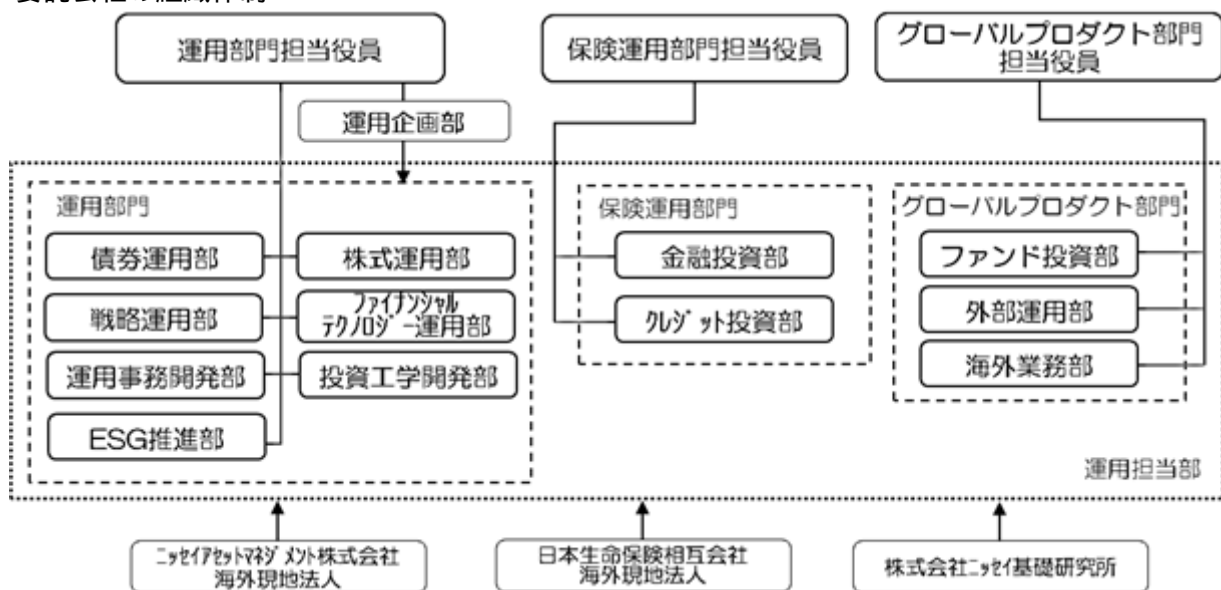 運用部門担当役員
保険運用部門担当役員
グローバルプロダクト部門
担当役員
運用企画部
運用部門
債券運用部
株式運用部
戦略運用部
ファイナンシャル
テクノロジー運用部
運用事務開発部
投資工学開発部
ESG推進部
保険運用部門
金融投資部
クレジット投資部
グローバルプロダクト部門
ファンド投資部
外部運用部
海外業務部
運用担当部
ニッセイアセットマネジメント株式会社
海外現地法人
日本生命保険相互会社
海外現地法人
株式会社ニッセイ基礎研究所